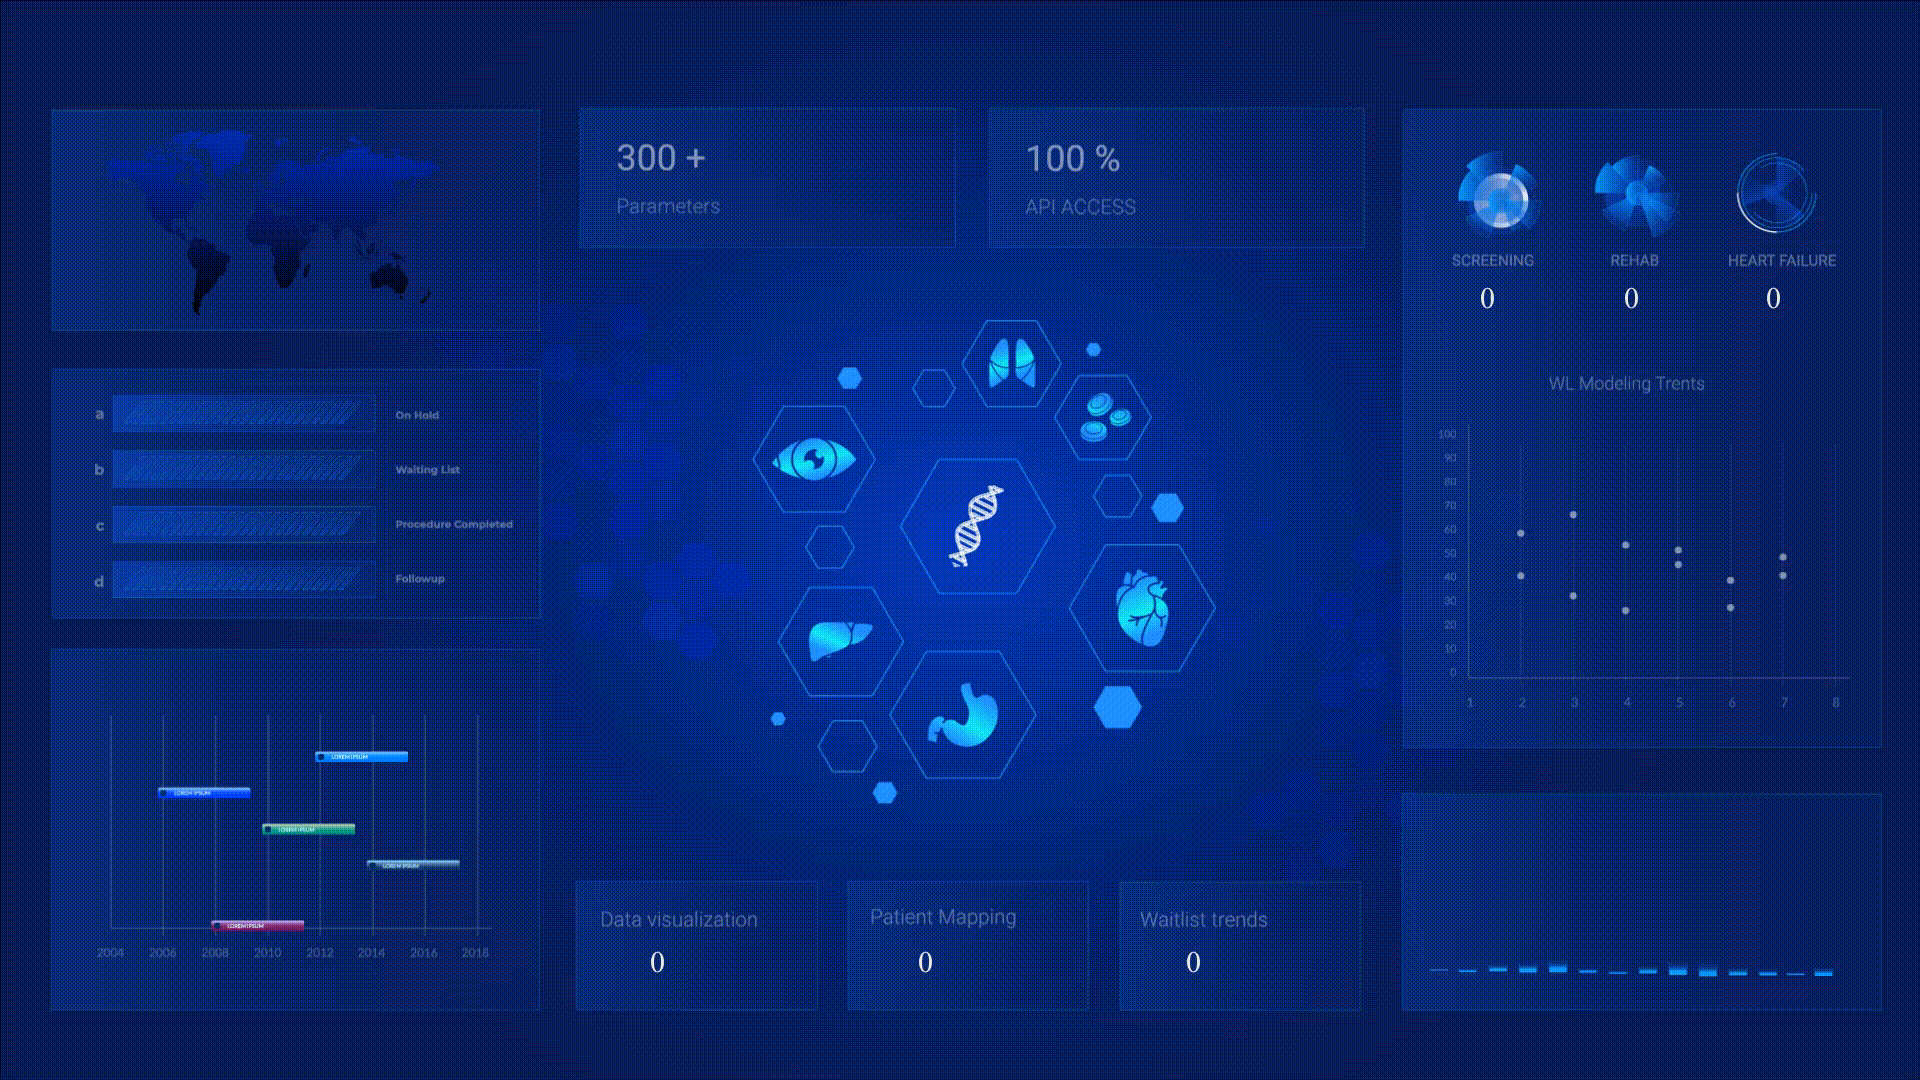 300 +
Parameters
100 %
API ACCESS
SCREENING
REHAB
HEART FAILURE
0
0
0
a
On Hold
b
Waiting List
c
Procedure Completed
d
Followup
WL Modeling Trents
100
90
80
70
60
50
40
30
20
10
0
1
2
3
4
5
6
7
8
LOREM IPSUM
LOREM IPSUM
LOREM IPSUM
LOREM IPSUM
LOREM IPSUM
2004
2006
2008
2010
2012
2014
2016
2018
Data visualization
0
Patient Mapping
0
Waitlist trends
0